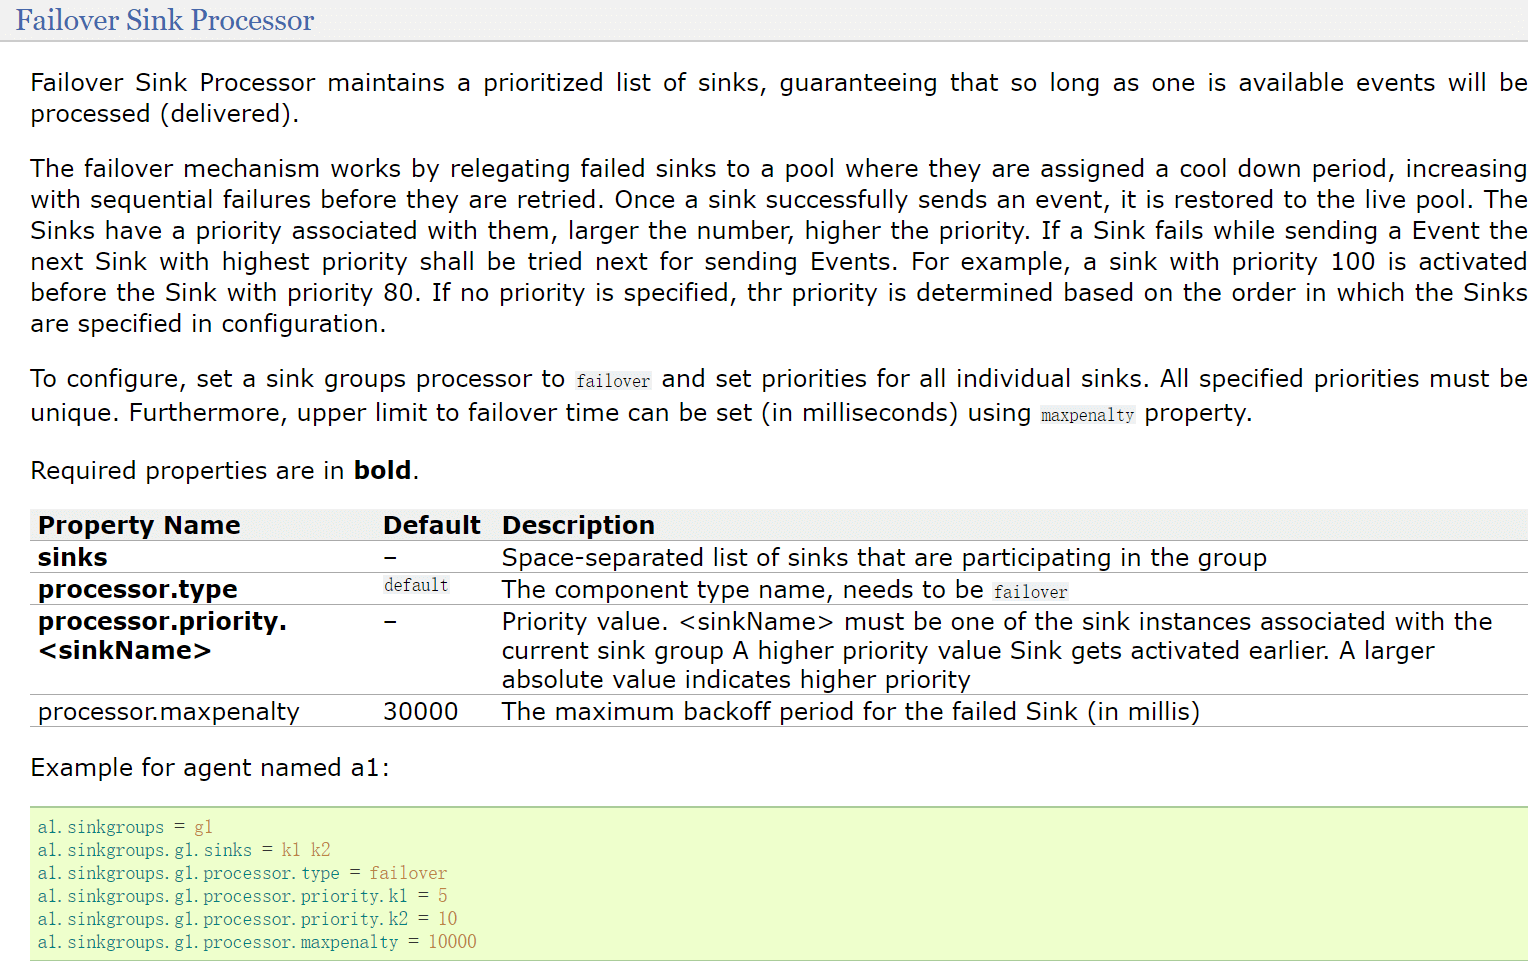 Failover Sink Processor
Failover Sink Processor maintains a prioritized list of sinks, guaranteeing that so long as one is available events will be
processed (delivered).
The failover mechanism works by relegating failed sinks to a pool where they are assigned a cool down period, increasing
with sequential failures before they are retried. Once a sink successfully sends an event, it is restored to the live pool. The
Sinks have a priority associated with them, larger the number, higher the priority. If a Sink fails while sending a Event the
next Sink with highest priority shall be tried next for sending Events. For example, a sink with priority 100 is activated
before the Sink with priority 80. If no priority is specified, thr priority is determined based on the order in which the Sinks
are specified in configuration.
To configure, set a sink groups processor to failover and set priorities for all individual sinks. All specified priorities must be
unique. Furthermore, upper limit to failover time can be set (in milliseconds) using maxpenalty property.
Required properties are in bold.
Property Name Default Description
sinks – Space-separated list of sinks that are participating in the group
processor.type default The component type name, needs to be failover
processor.priority. – Priority value. <sinkName> must be one of the sink instances associated with the
<sinkName> current sink group A higher priority value Sink gets activated earlier. A larger
absolute value indicates higher priority
processor.maxpenalty 30000 The maximum backoff period for the failed Sink (in millis)
Example for agent named a1:
a1.sinkgroups = g1
a1.sinkgroups.g1.sinks = k1 k2
a1.sinkgroups.g1.processor.type = failover
a1.sinkgroups.g1.processor.priority.k1 = 5
a1.sinkgroups.g1.processor.priority.k2 = 10
a1.sinkgroups.g1.processor.maxpenalty = 10000